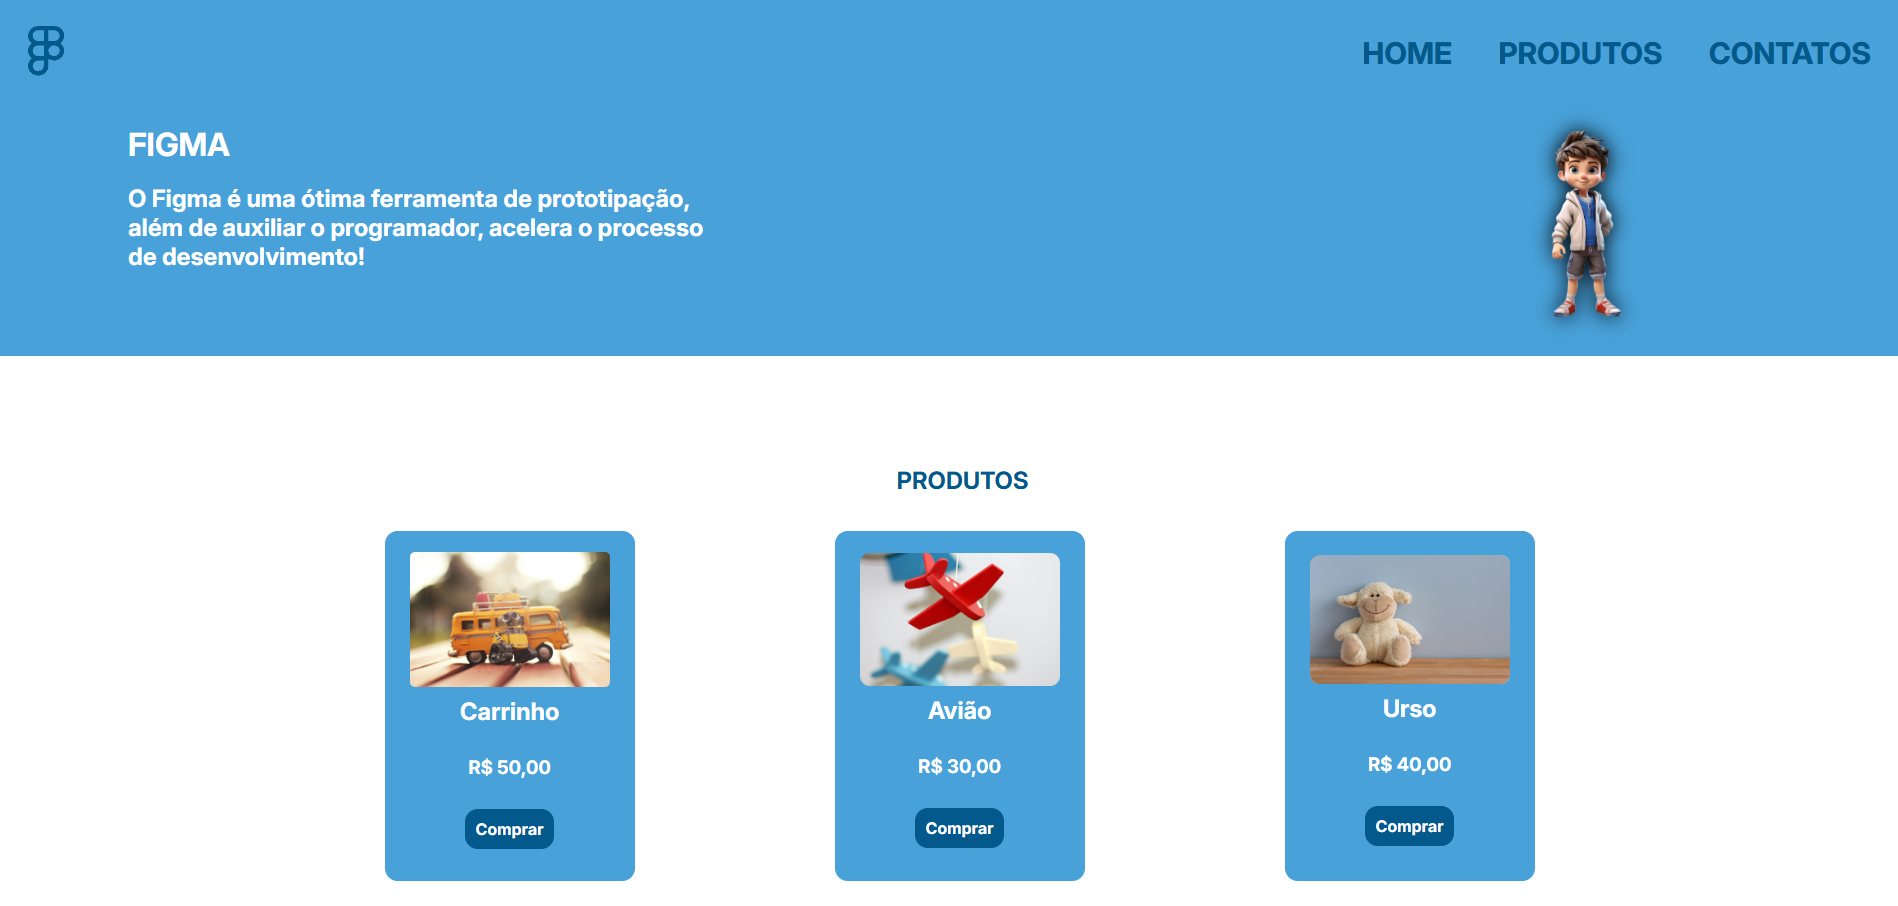 HOME PRODUTOS CONTATOS
FIGMA
O Figma é uma ótima ferramenta de prototipação,
além de auxiliar o programador, acelera o processo
de desenvolvimento!
PRODUTOS
Carrinho
R$ 50,00
Comprar
Avião
R$ 30,00
Comprar
Urso
R$ 40,00
Comprar